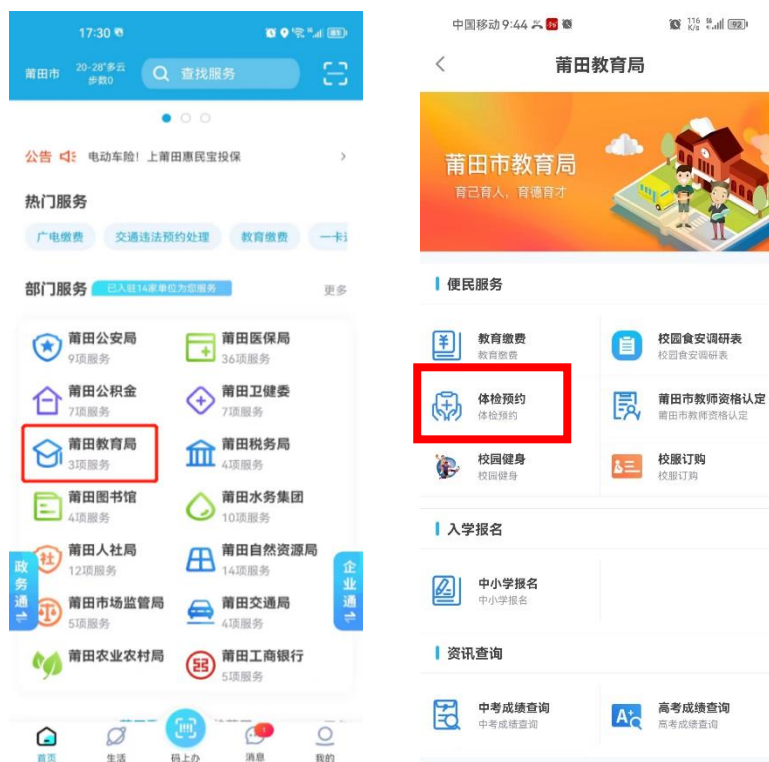 17:30
莆田市
20-28°多云
步数0
查找服务
公告
电动车险！上莆田惠民宝投保
热门服务
广电缴费
交通违法预约处理
教育缴费
部门服务
已入驻14家单位为您服务
更多
莆田公安局
9项服务
莆田医保局
36项服务
莆田公积金
7项服务
莆田卫健委
7项服务
莆田教育局
3项服务
莆田税务局
4项服务
莆田图书馆
4项服务
莆田水务集团
10项服务
莆田人社局
12项服务
莆田自然资源局
14项服务
莆田市场监管局
5项服务
莆田交通局
4项服务
莆田农业农村局
莆田工商银行
5项服务
政务通
企业通
首页
生活
码上办
消息
我的
中国移动 9:44
116
K/s
92
莆田教育局
莆田市教育局
育己育人，育德育才
便民服务
教育缴费
教育缴费
校园食安调研表
校园食安调研表
体检预约
体检预约
莆田市教师资格认定
莆田市教师资格认定
校园健身
校园健身
校服订购
校服订购
入学报名
中小学报名
中小学报名
资讯查询
中考成绩查询
中考成绩查询
高考成绩查询
高考成绩查询